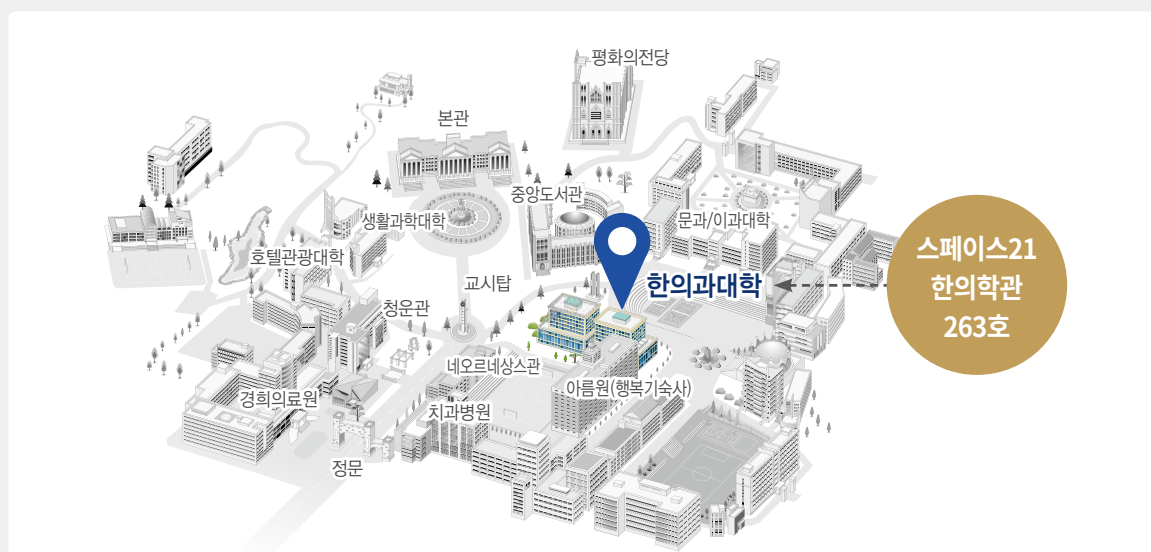 평화의전당
본관
중앙도서관
생활과학대학
문과/이과대학
호텔관광대학
스페이스21
한의학관
263호
한의과대학
교시탑
청운관
네오르네상스관
아름원(행복기숙사)
경희의료원
치과병원
정문